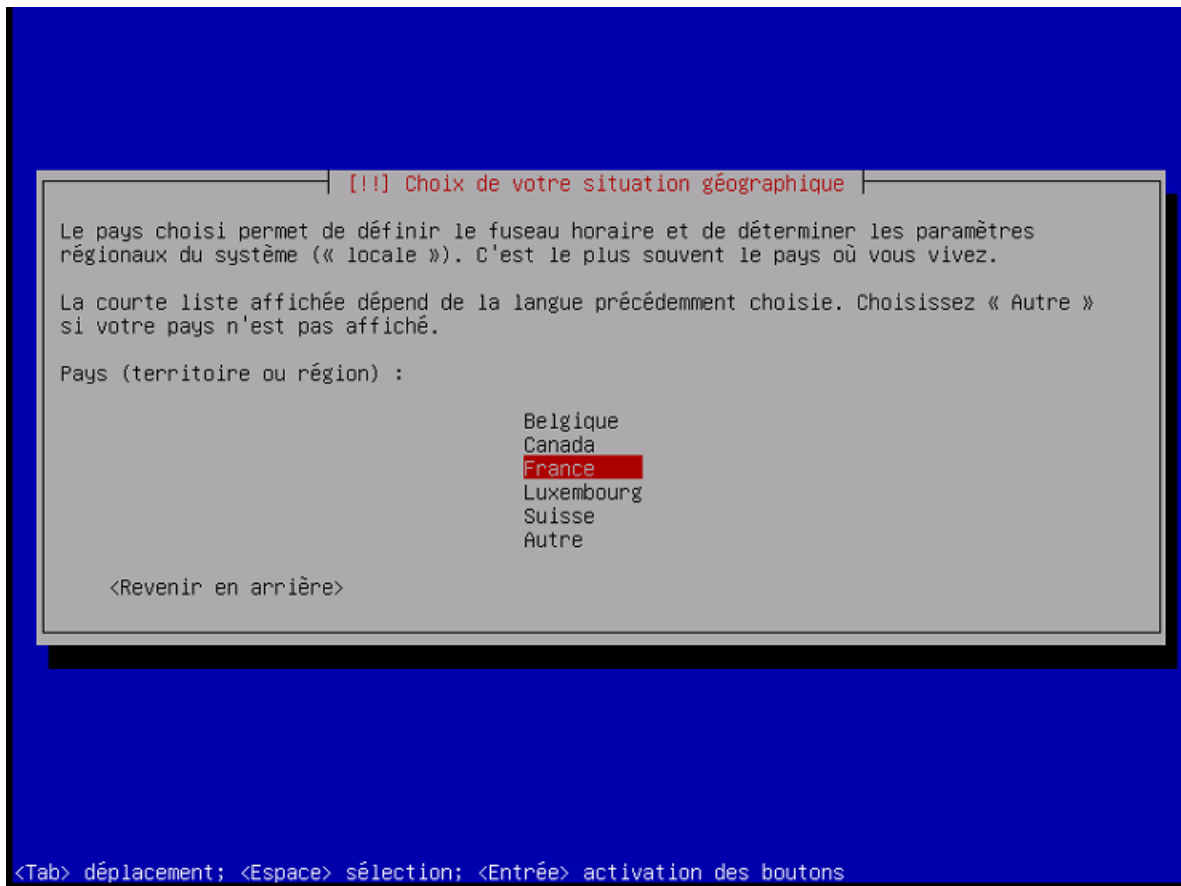 [!!] Choix de votre situation géographique
Le pays choisi permet de définir le fuseau horaire et de déterminer les paramètres
régionaux du système (« locale »). C'est le plus souvent le pays où vous vivez.
La courte liste affichée dépend de la langue précédemment choisie. Choisissez « Autre »
si votre pays n'est pas affiché.
Pays (territoire ou région) :
Belgique
Canada
France
Luxembourg
Suisse
Autre
<Revenir en arrière>
<Tab> déplacement; <Espace> sélection; <Entrée> activation des boutons